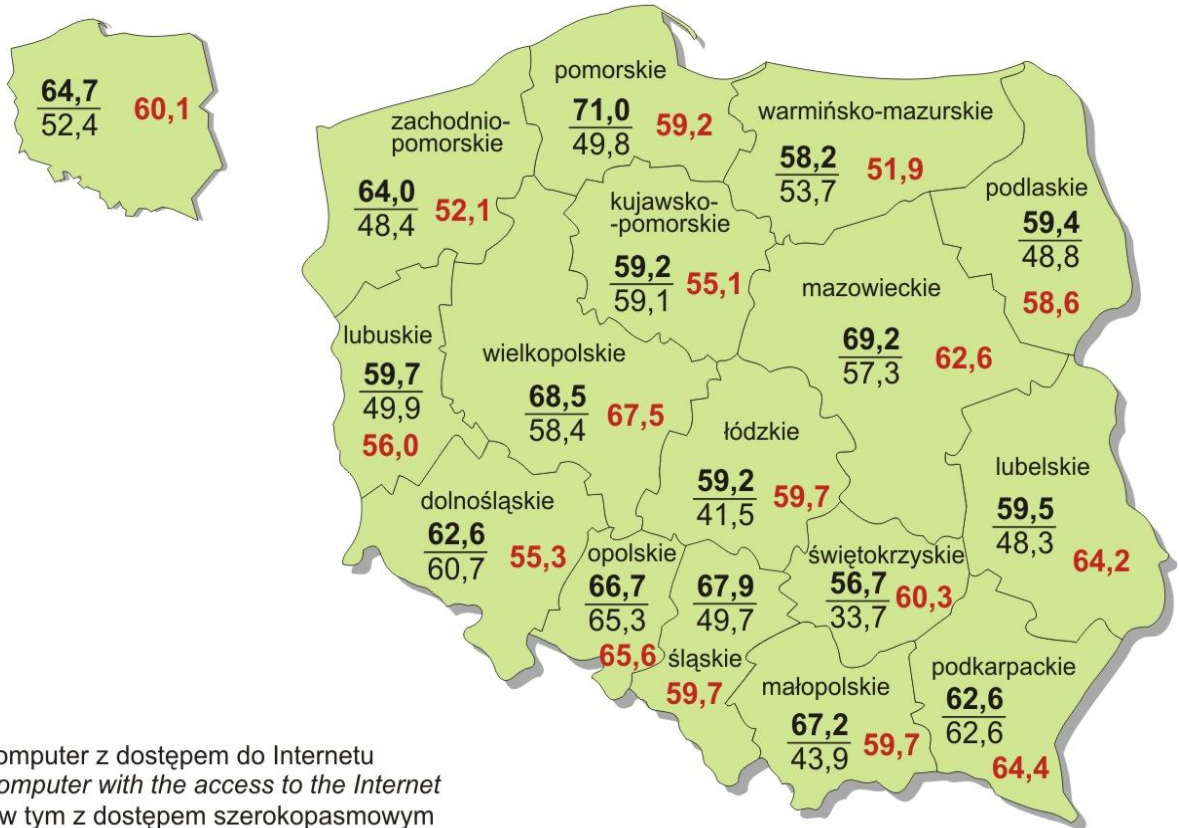 64,7
52,4
60,1
pomorskie
71,0
49,8
59,2
warmińsko-mazurskie
58,2
53,7
51,9
zachodnio-
pomorskie
64,0
48,4
52,1
kujawsko-
-pomorskie
59,2
59,1
55,1
podlaskie
59,4
48,8
58,6
mazowieckie
69,2
57,3
62,6
lubuskie
59,7
49,9
56,0
wielkopolskie
68,5
58,4
67,5
łódzkie
59,2
41,5
59,7
lubelskie
59,5
48,3
64,2
dolnośląskie
62,6
60,7
55,3
opolskie
66,7
65,3
65,6
67,9
49,7
śląskie
59,7
świętokrzyskie
56,7
33,7
60,3
małopolskie
67,2
43,9
59,7
podkarpackie
62,6
62,6
64,4
omputer z dostępem do Internetu
omputer with the access to the Internet
w tym z dostępem szerokopasmowym